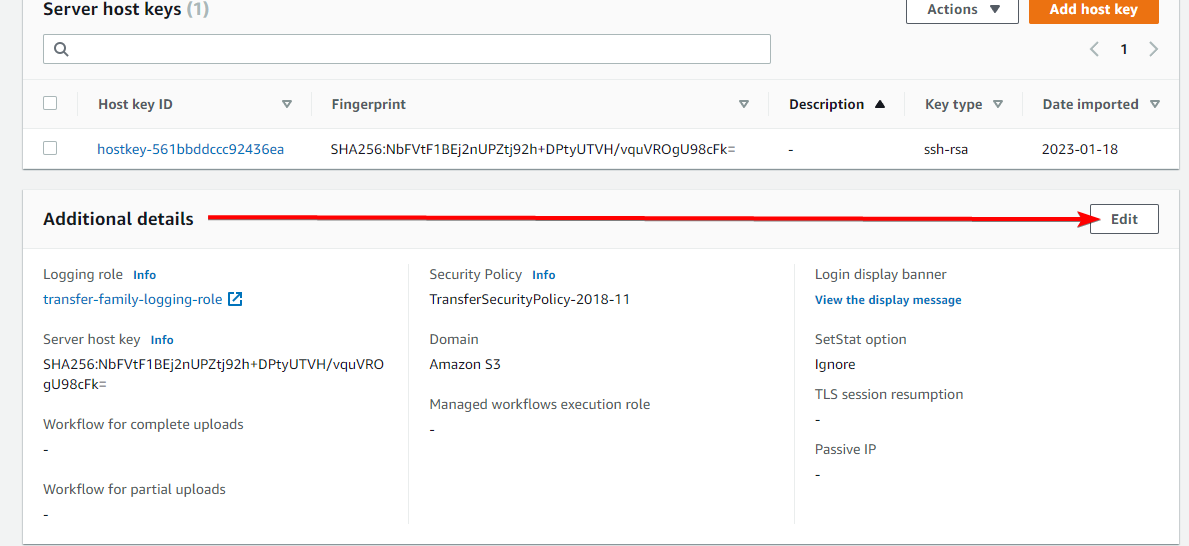 Server host keys (1)
Actions
Add host key
1
Host key ID
Fingerprint
Description
Key type
Date imported
hostkey-561bbddccc92436ea
SHA256:NbFVtF1BEj2nUPZtj92h+DPtyUTVH/vquVROgU98cFk=
-
ssh-rsa
2023-01-18
Additional details
Edit
Logging role Info
transfer-family-logging-role
Server host key Info
SHA256:NbFVtF1BEj2nUPZtj92h+DPtyUTVH/vquVRO
gU98cFk=
Workflow for complete uploads
-
Workflow for partial uploads
-
Security Policy Info
TransferSecurityPolicy-2018-11
Domain
Amazon S3
Managed workflows execution role
-
Login display banner
View the display message
SetStat option
Ignore
TLS session resumption
-
Passive IP
-